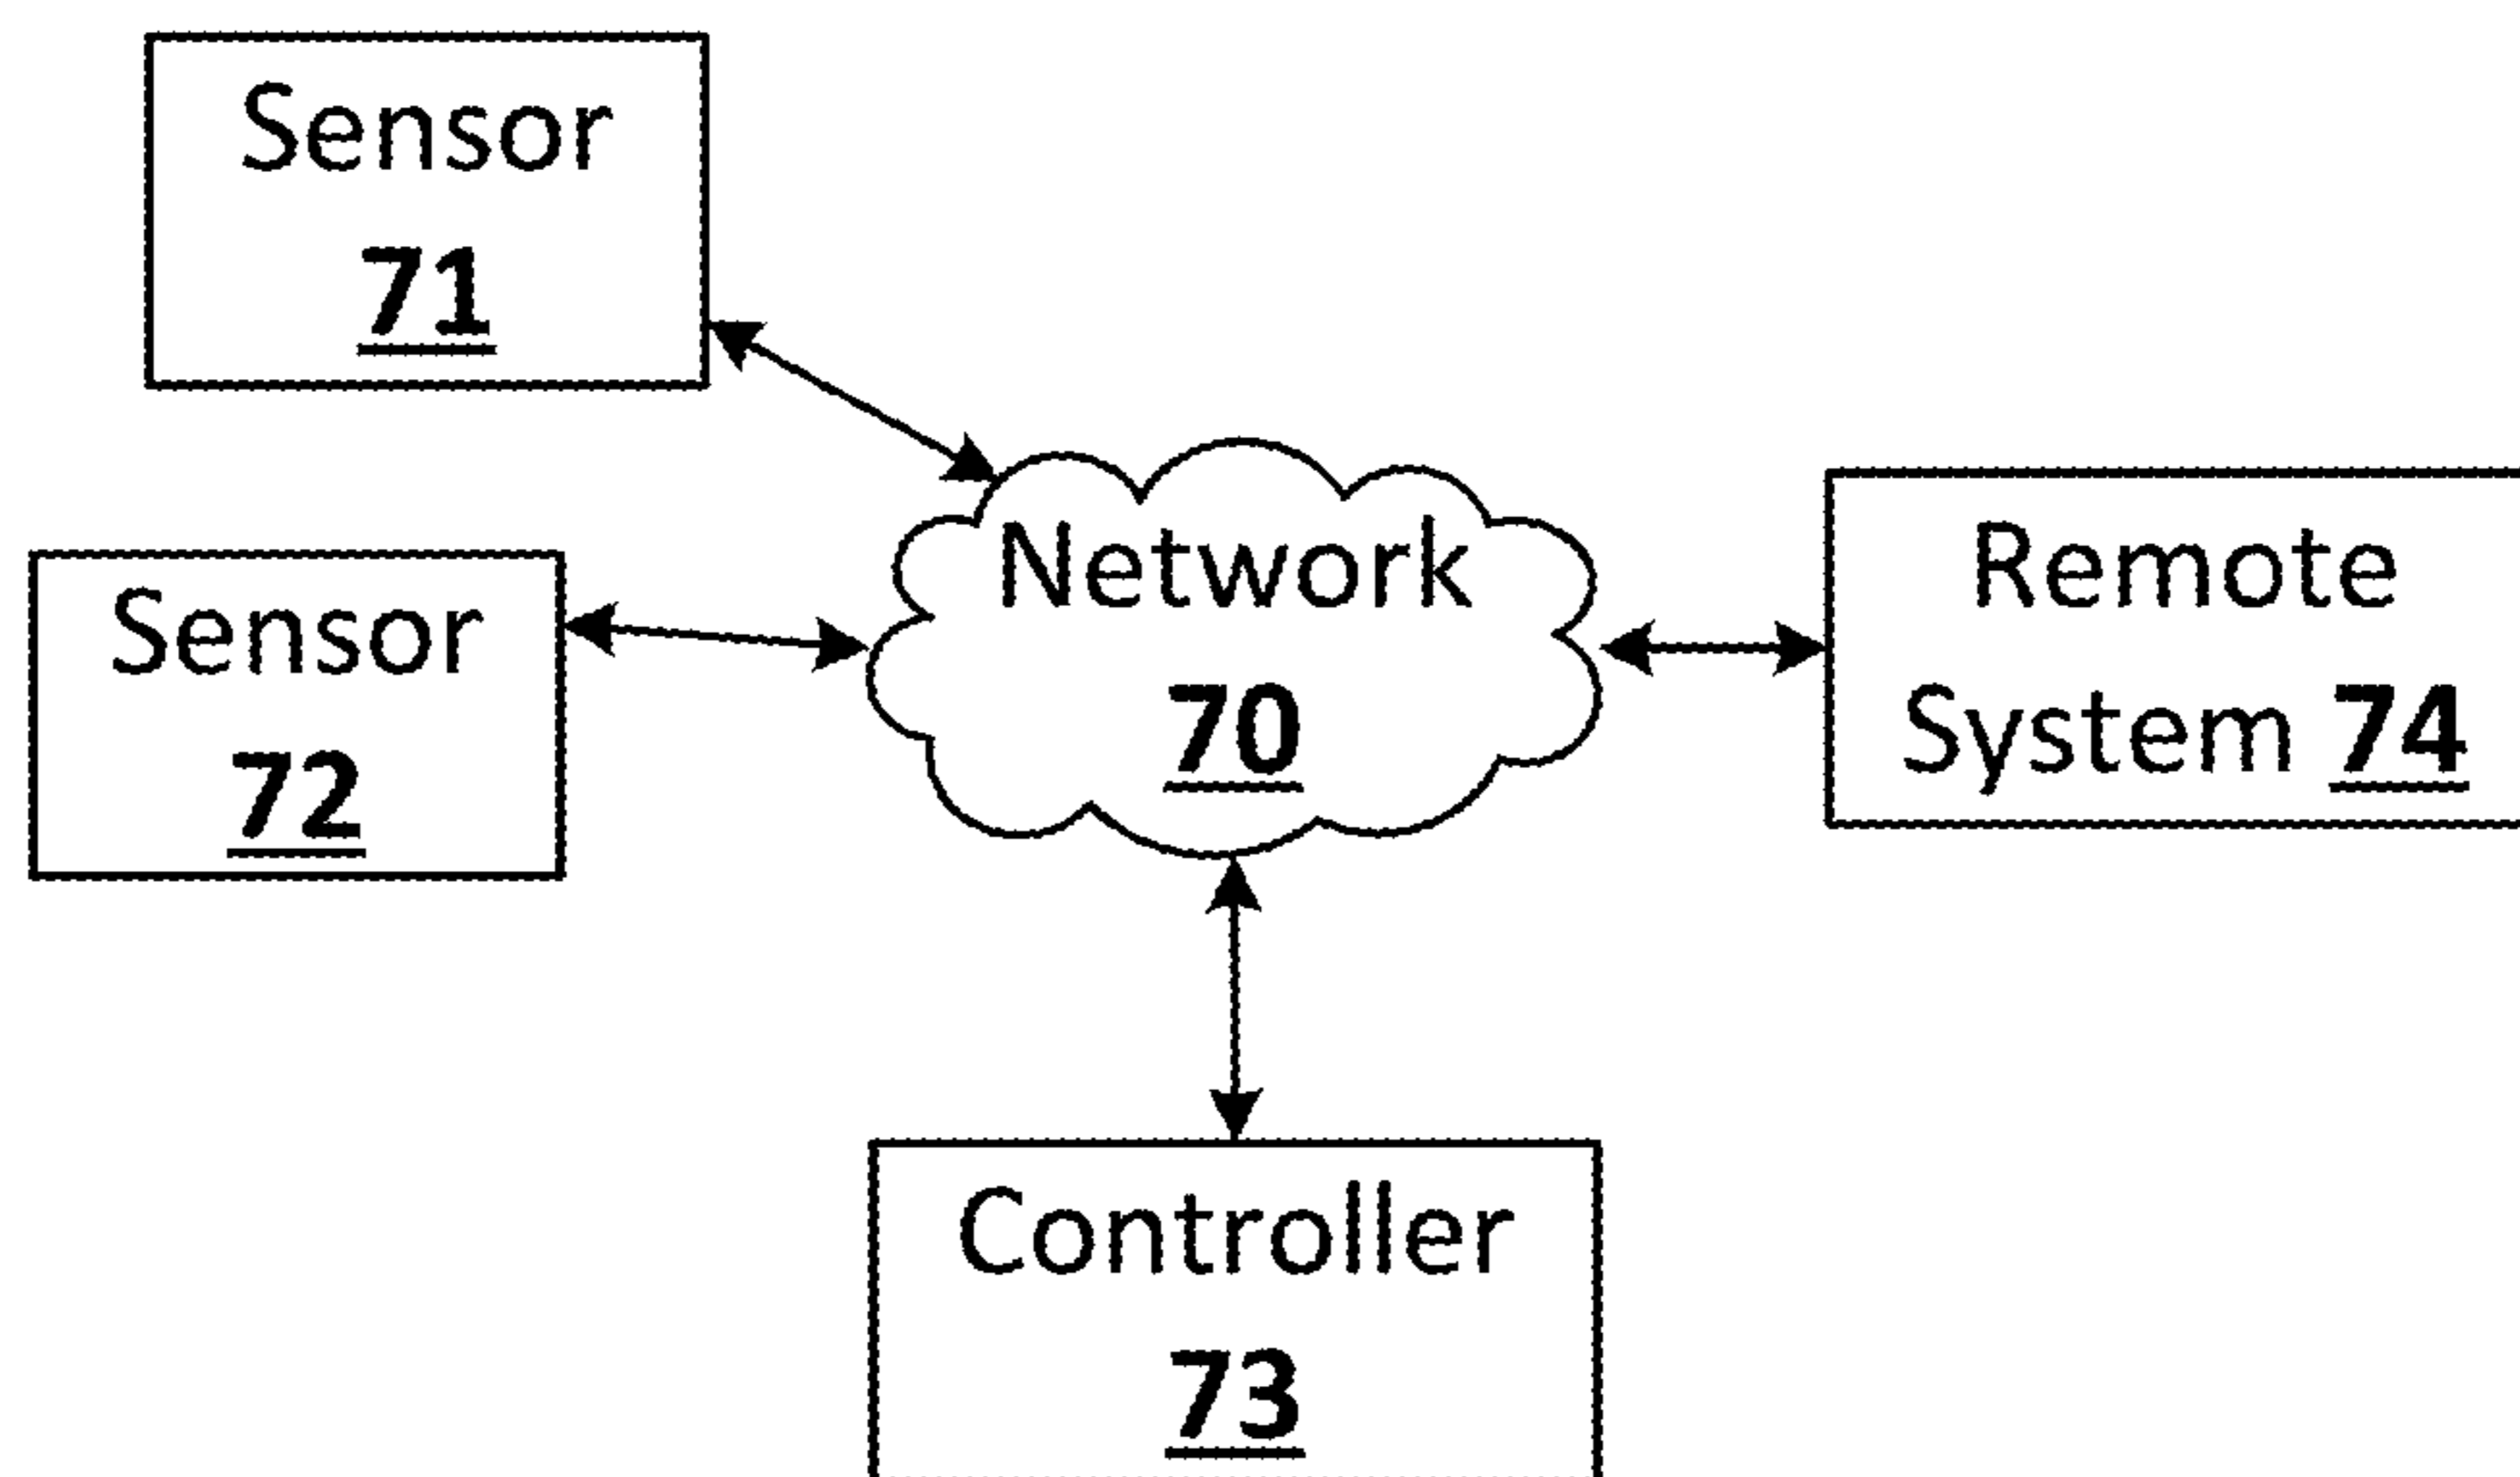 Sensor
71
Network
70
Sensor
72
Remote
System 74
Controller
73